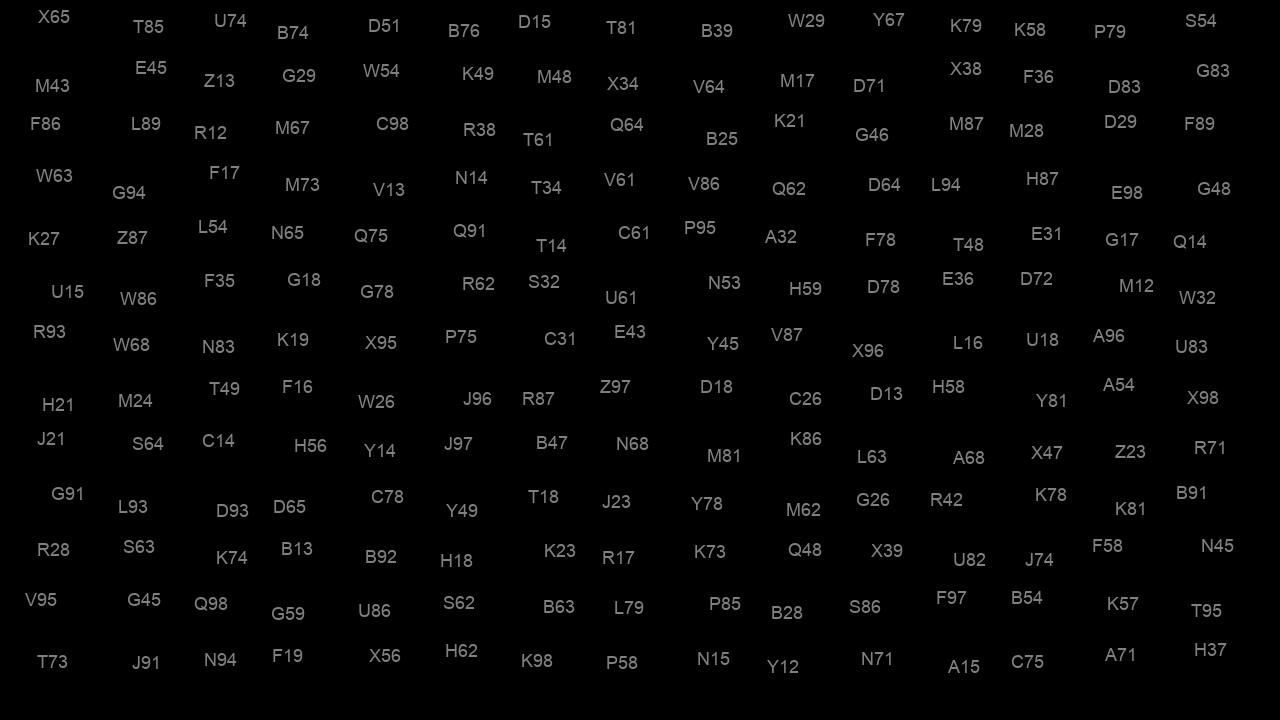 X65 T85 U74 B74 D51 B76 D15 T81 B39 W29 Y67 K79 K58 P79 S54
M43 E45 Z13 G29 W54 K49 M48 X34 V64 M17 D71 X38 F36 D83 G83
F86 L89 R12 M67 C98 R38 T61 Q64 B25 K21 G46 M87 M28 D29 F89
W63 G94 F17 M73 V13 N14 T34 V61 V86 Q62 D64 L94 H87 E98 G48
K27 Z87 L54 N65 Q75 Q91 T14 C61 P95 A32 F78 T48 E31 G17 Q14
U15 W86 F35 G18 G78 R62 S32 U61 N53 H59 D78 E36 D72 M12 W32
R93 W68 N83 K19 X95 P75 C31 E43 Y45 V87 X96 L16 U18 A96 U83
H21 M24 T49 F16 W26 J96 R87 Z97 D18 C26 D13 H58 Y81 A54 X98
J21 S64 C14 H56 Y14 J97 B47 N68 M81 K86 L63 A68 X47 Z23 R71
G91 L93 D93 D65 C78 Y49 T18 J23 Y78 M62 G26 R42 K78 K81 B91
R28 S63 K74 B13 B92 H18 K23 R17 K73 Q48 X39 U82 J74 F58 N45
V95 G45 Q98 G59 U86 S62 B63 L79 P85 B28 S86 F97 B54 K57 T95
T73 J91 N94 F19 X56 H62 K98 P58 N15 Y12 N71 A15 C75 A71 H37